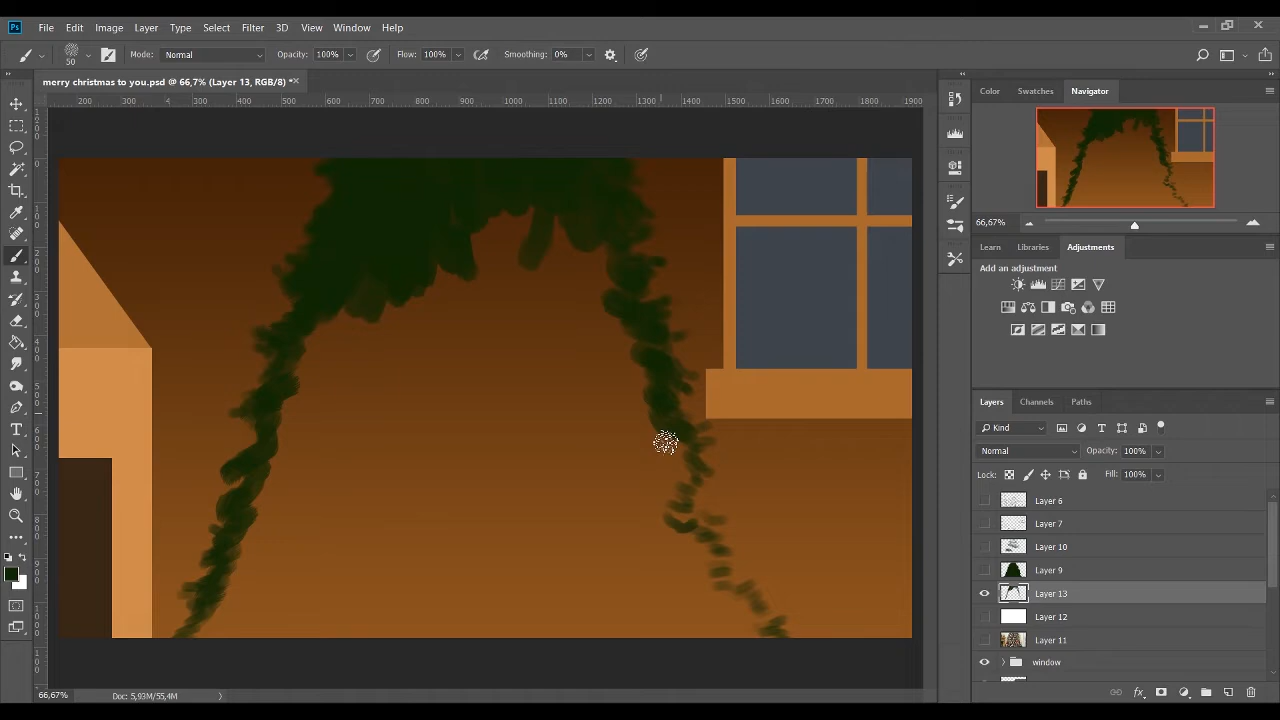 Ps File Edit Image Layer Type Select Filter 3D View Window Help
50 Mode: Normal Opacity: 100% Flow: 100% Smoothing: 0%
merry christmas to you.psd @ 66,7% (Layer 13, RGB/8) *
200 300 4 300 400 500 600 700 800 900 1000 1100 1200 1300 1400 1500 1600 1700 1800 1900
Color Swatches Navigator
66,67%
Learn Libraries Adjustments
Add an adjustment
Layers Channels Paths
Kind
Normal Opacity: 100%
Lock: Fill: 100%
Layer 6
Layer 7
Layer 10
Layer 9
Layer 13
Layer 12
Layer 11
window
66,67% Doc: 5,93M/55,4M